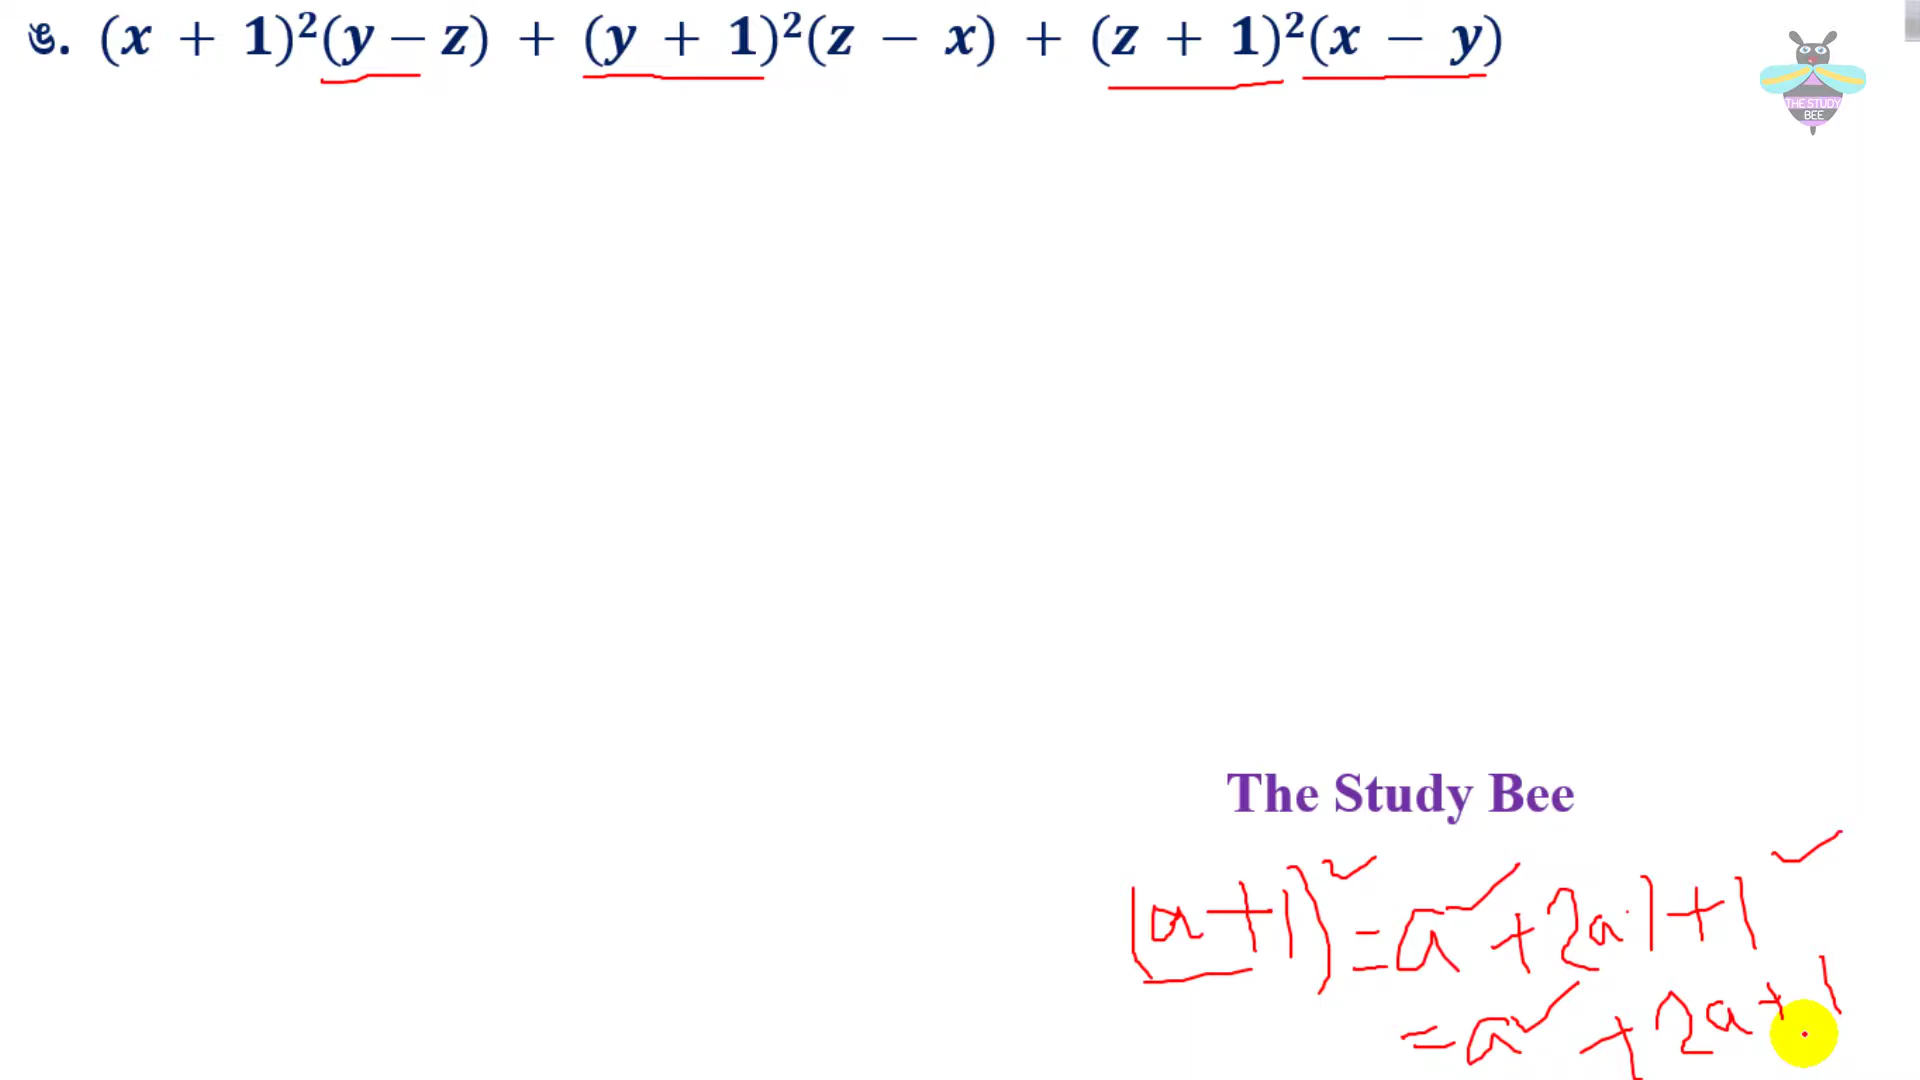 ঙ. (x + 1)²(y − z) + (y + 1)²(z − x) + (z + 1)²(x − y)
THE STUDY
BEE
The Study Bee
(a+1)² = a² + 2a·1 + 1²
= a² + 2a + 1